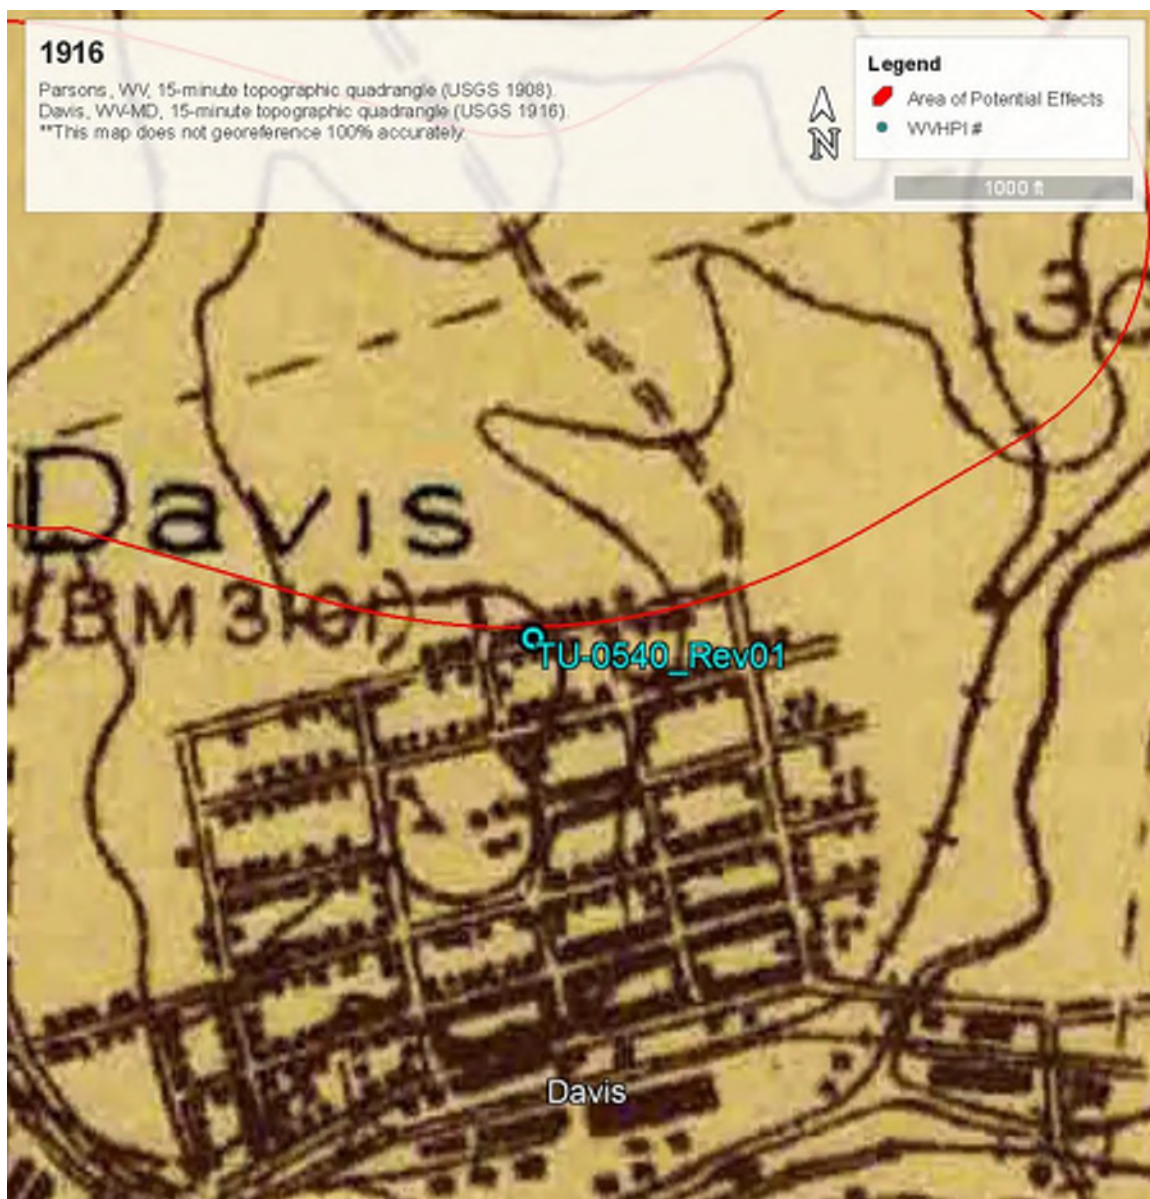 1916
Parsons, WV, 15-minute topographic quadrangle (USGS 1908).
Davis, WV-MD, 15-minute topographic quadrangle (USGS 1916).
**This map does not georeference 100% accurately.
Legend
Area of Potential Effects
WVHPI #
N
1000 ft
Davis
TU-0540_Rev01
Davis